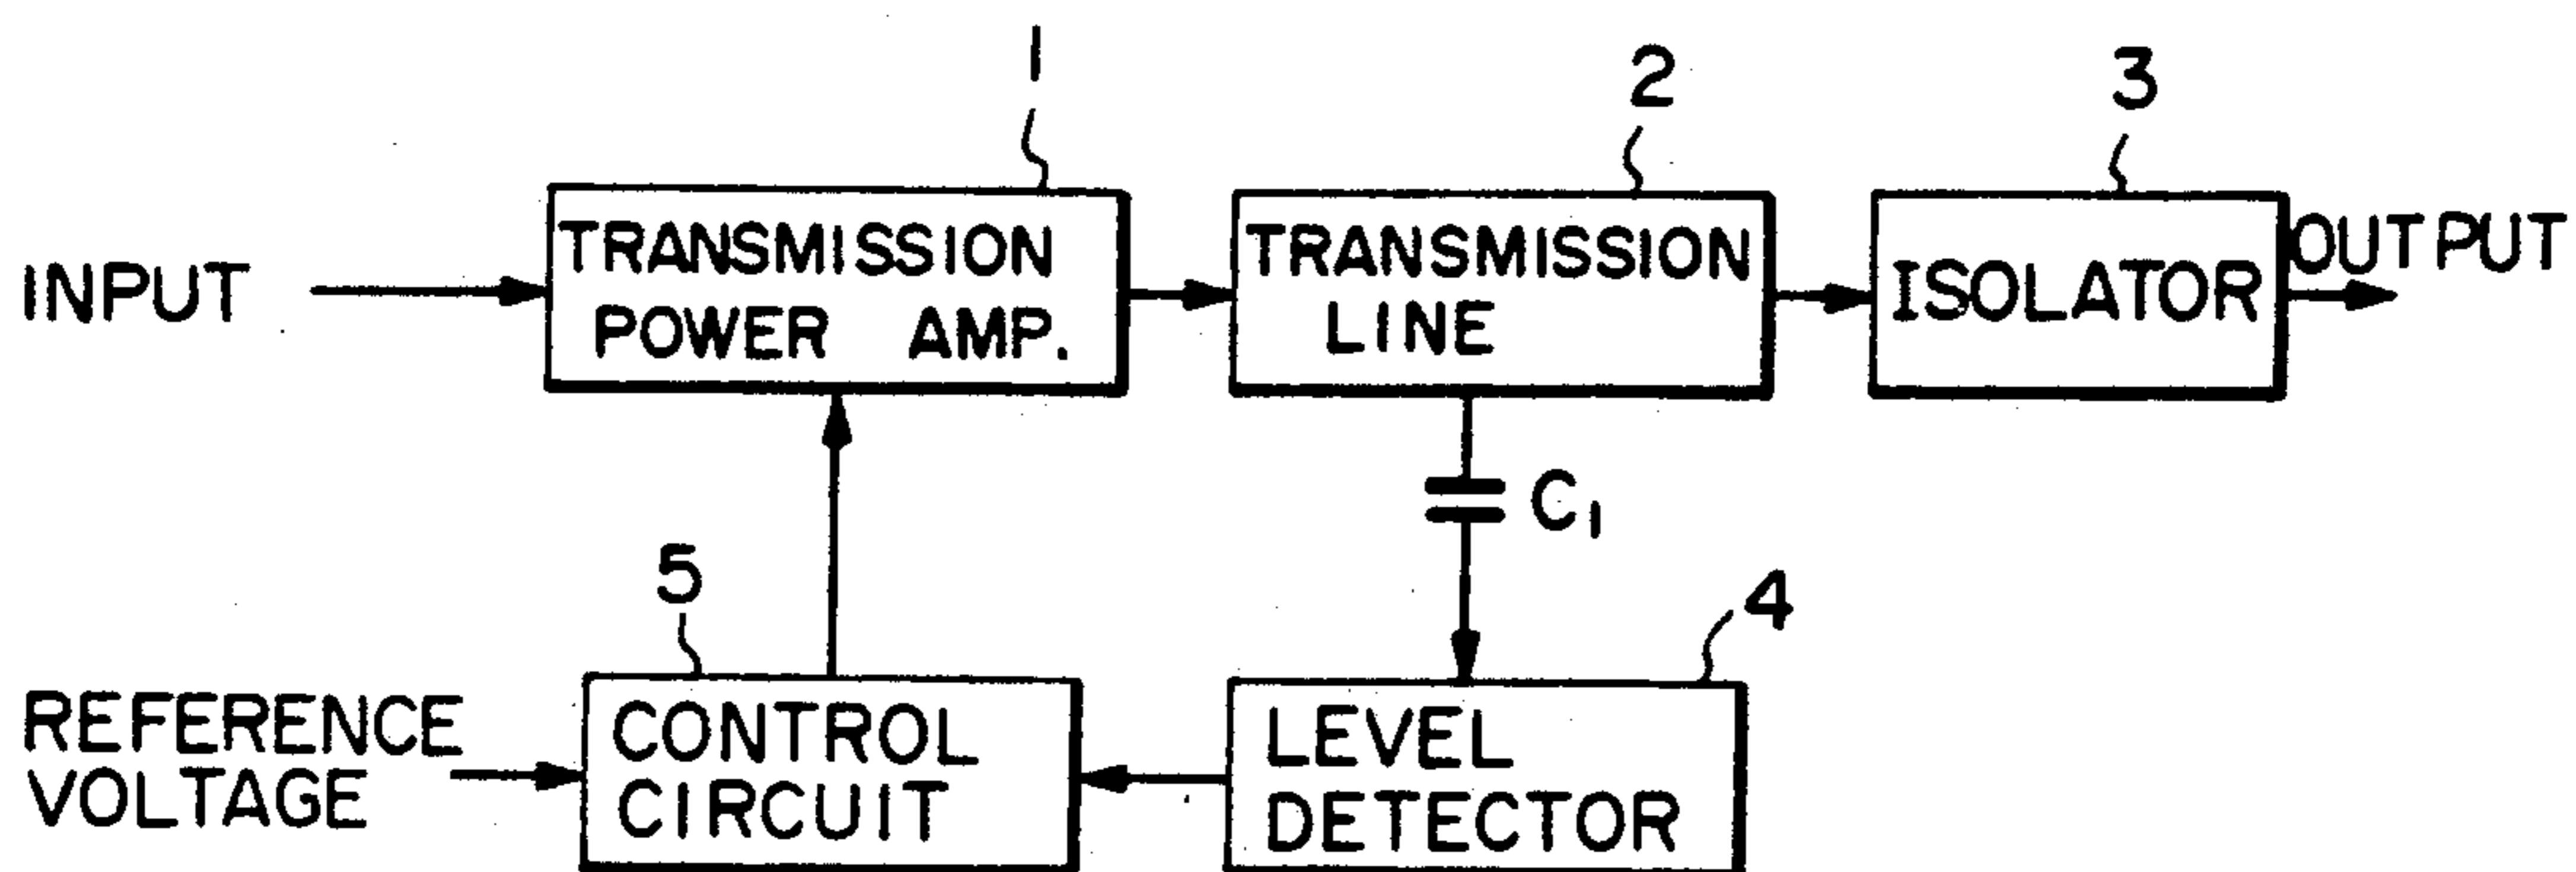 1
2
3
INPUT
TRANSMISSION
POWER AMP.
TRANSMISSION
LINE
ISOLATOR
OUTPUT
C1
5
4
REFERENCE
VOLTAGE
CONTROL
CIRCUIT
LEVEL
DETECTOR